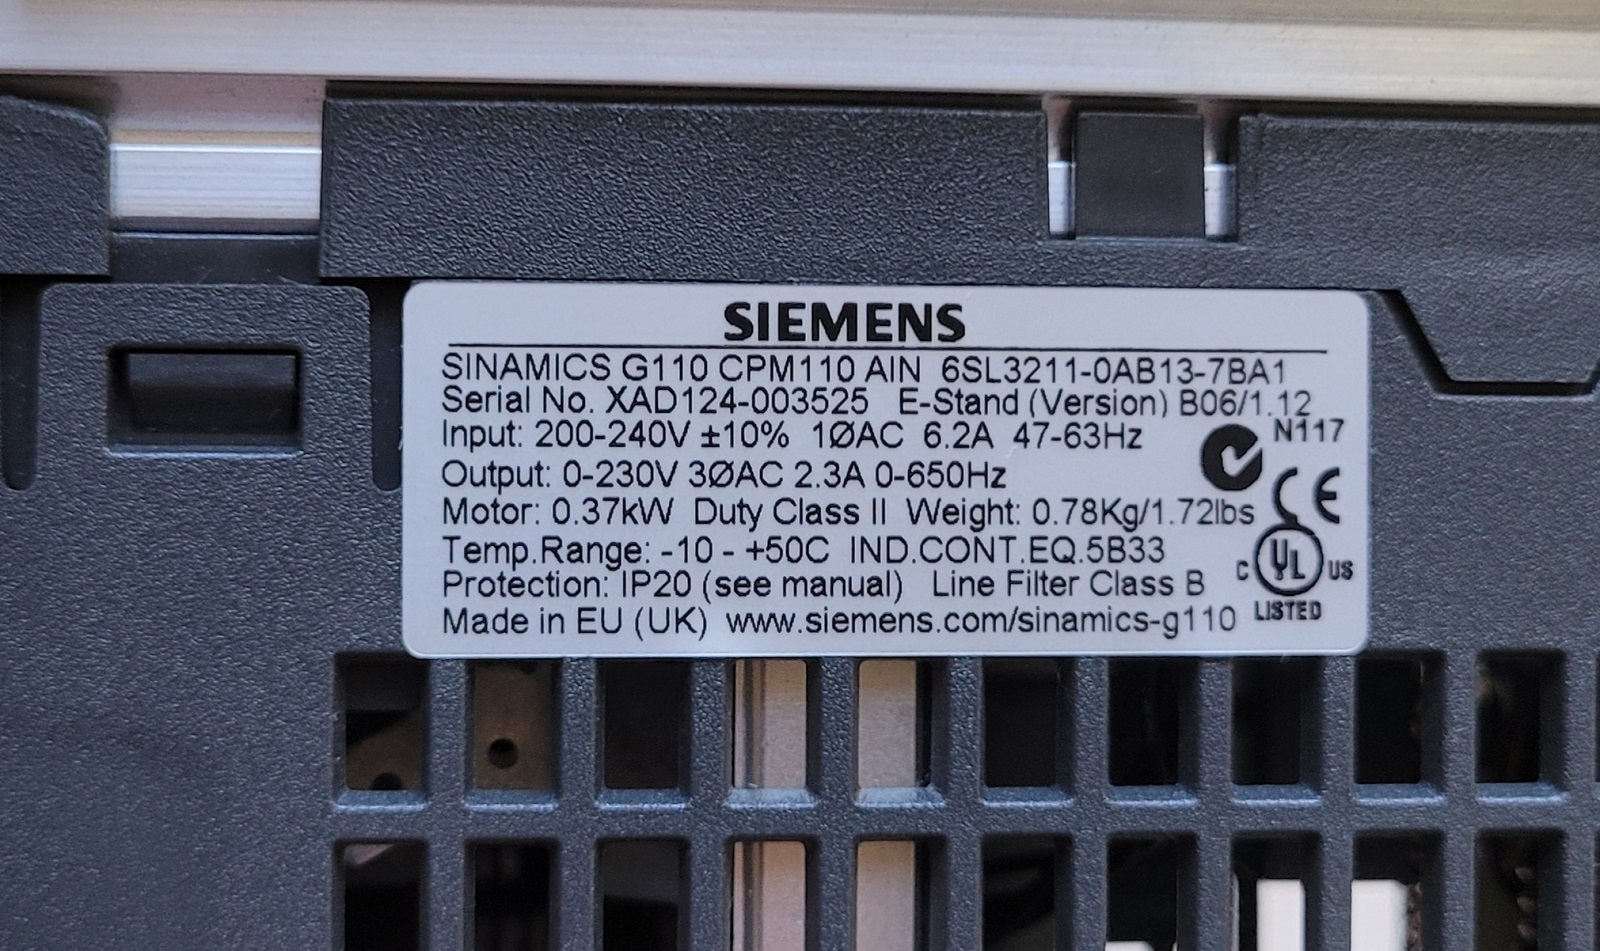 SIEMENS
SINAMICS G110 CPM110 AIN 6SL3211-0AB13-7BA1
Serial No. XAD124-003525 E-Stand (Version) B06/1.12
Input: 200-240V ±10% 1ØAC 6.2A 47-63Hz N117
Output: 0-230V 3ØAC 2.3A 0-650Hz
CE
Motor: 0.37kW Duty Class II Weight: 0.78Kg/1.72lbs
Temp.Range: -10 - +50C IND.CONT.EQ.5B33
C UL US
Protection: IP20 (see manual) Line Filter Class B
LISTED
Made in EU (UK) www.siemens.com/sinamics-g110